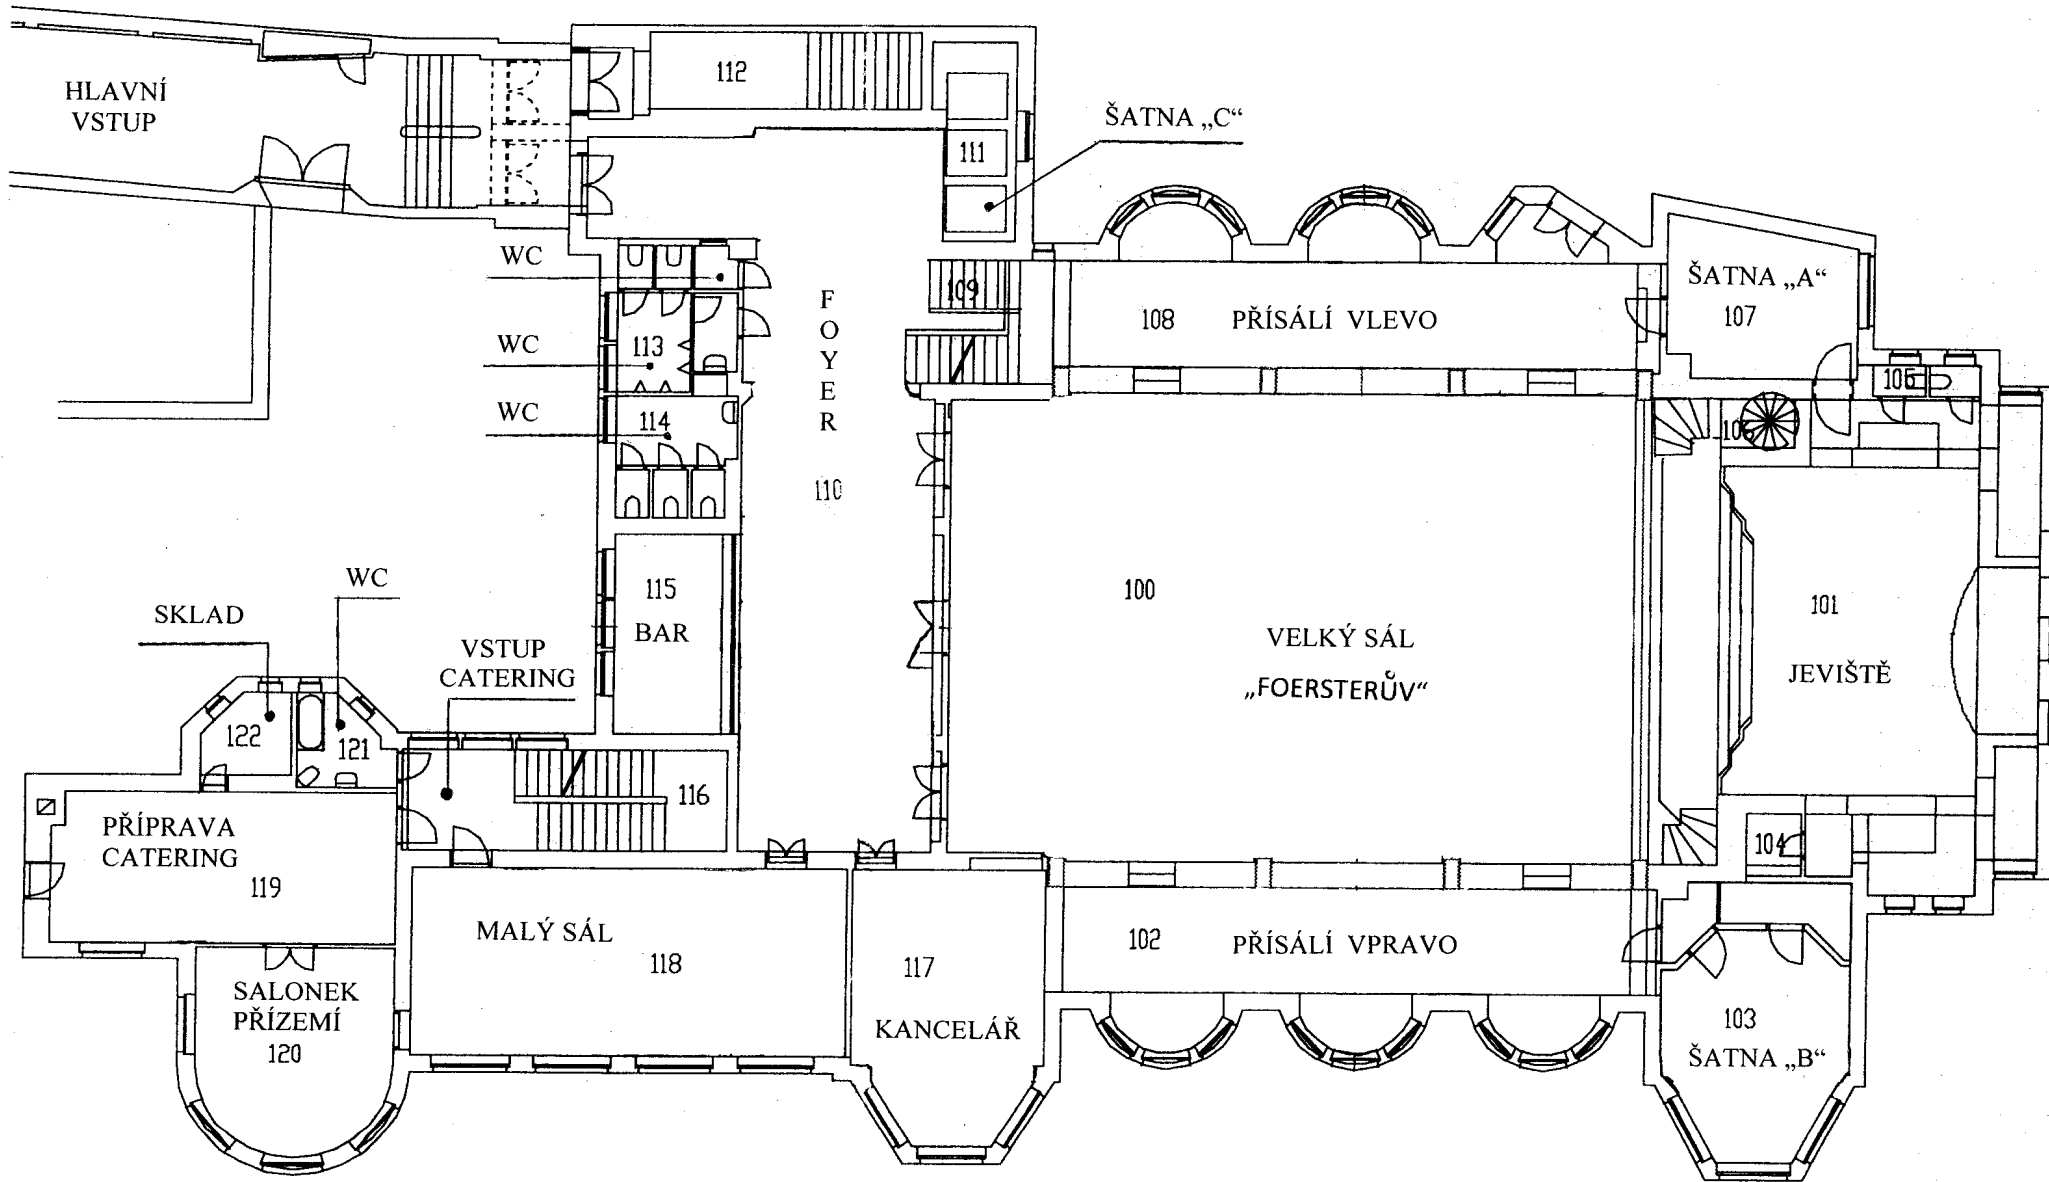 HLAVNÍ
VSTUP
112
ŠATNA „C“
111
WC
109
FOYER
108 PŘÍSÁLÍ VLEVO
ŠATNA „A“
107
WC
113
WC
114
105
110
115
BAR
100
VELKÝ SÁL
„FOERSTERŮV“
101
JEVIŠTĚ
WC
SKLAD
VSTUP
CATERING
122
121
116
104
PŘÍPRAVA
CATERING
119
MALÝ SÁL
118
117
KANCELÁŘ
102 PŘÍSÁLÍ VPRAVO
SALONEK
PŘÍZEMÍ
120
103
ŠATNA „B“